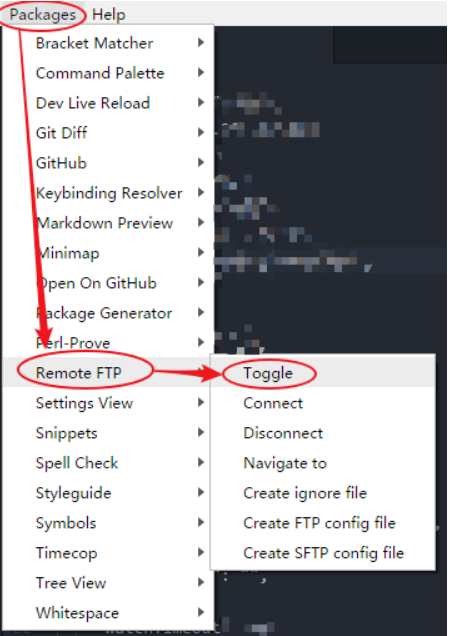 Packages Help
Bracket Matcher
Command Palette
Dev Live Reload
Git Diff
GitHub
Keybinding Resolver
Markdown Preview
Minimap
Open On GitHub
Package Generator
Perl-Prove
Remote FTP
Toggle
Settings View
Connect
Snippets
Disconnect
Spell Check
Navigate to
Styleguide
Create ignore file
Symbols
Create FTP config file
Timecop
Create SFTP config file
Tree View
Whitespace